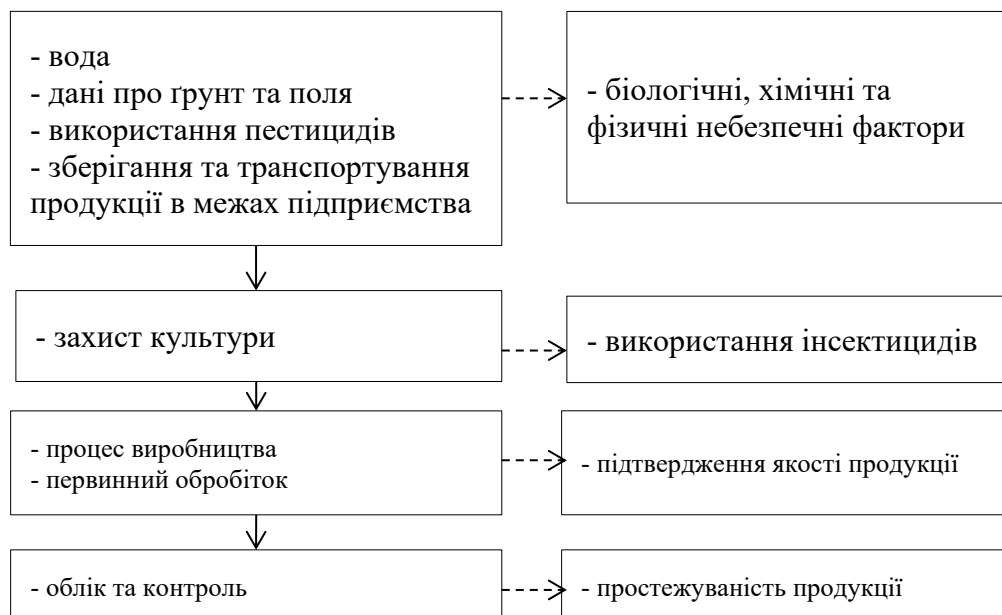 - вода
- дані про ґрунт та поля
- використання пестицидів
- зберігання та транспортування
продукції в межах підприємства
- біологічні, хімічні та
фізичні небезпечні фактори
- захист культури
- використання інсектицидів
- процес виробництва
- первинний обробіток
- підтвердження якості продукції
- облік та контроль
- простежуваність продукції